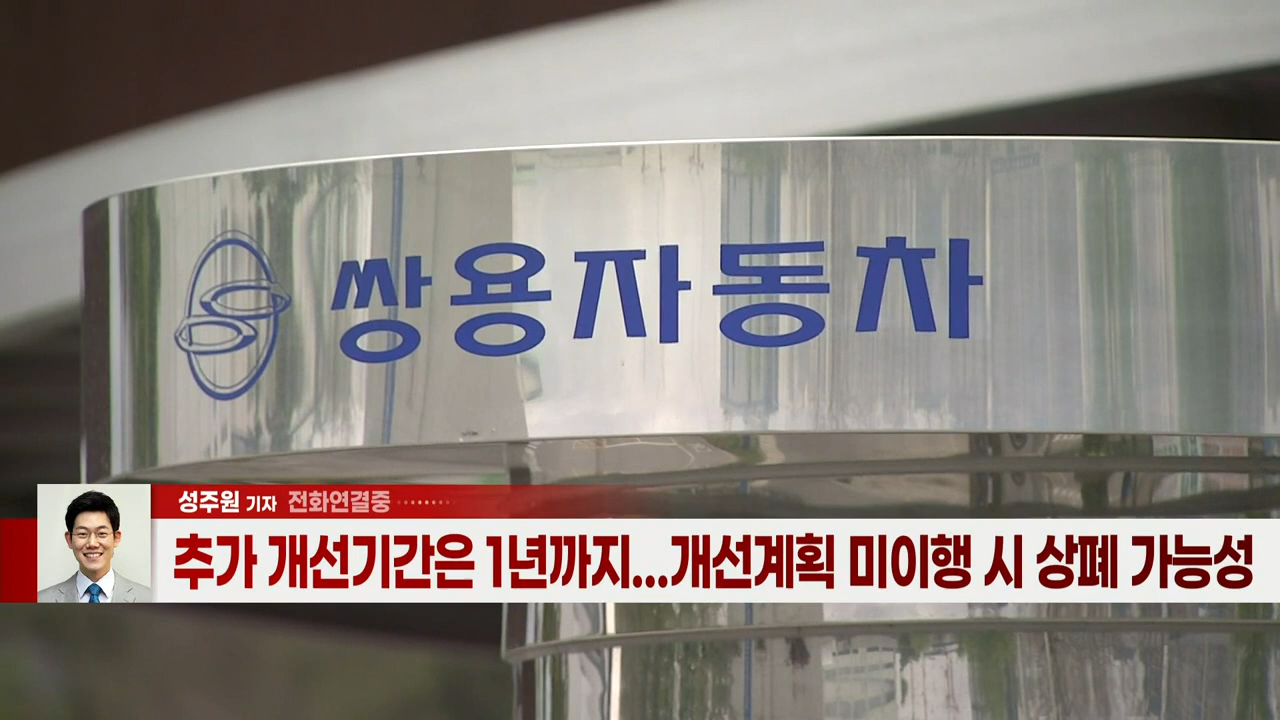 쌍용자동차
성주원 기자 전화연결중
추가 개선기간은 1년까지...개선계획 미이행 시 상폐 가능성